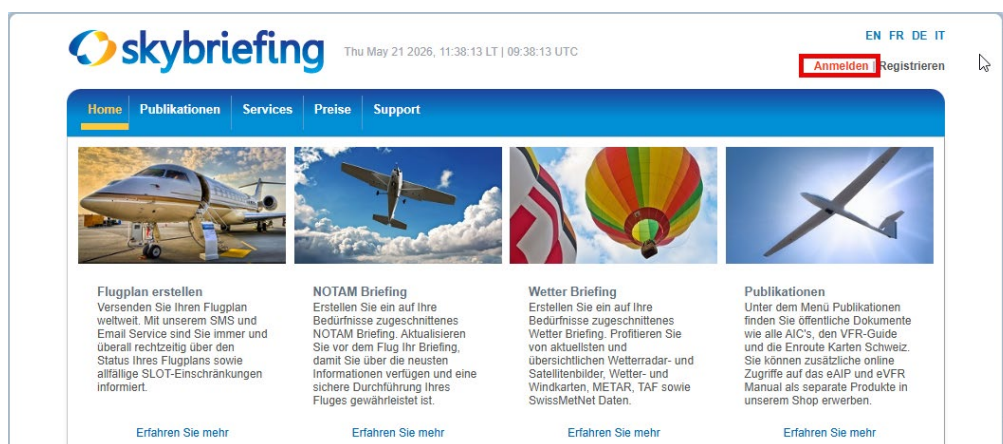 skybriefing
Thu May 21 2026, 11:38:13 LT | 09:38:13 UTC
EN FR DE IT
Anmelden | Registrieren
Home Publikationen Services Preise Support
Flugplan erstellen
Versenden Sie Ihren Flugplan
weltweit. Mit unserem SMS und
Email Service sind Sie immer und
überall rechtzeitig über den
Status Ihres Flugplans sowie
allfällige SLOT-Einschränkungen
informiert.
Erfahren Sie mehr
NOTAM Briefing
Erstellen Sie ein auf Ihre
Bedürfnisse zugeschnittenes
NOTAM Briefing. Aktualisieren
Sie vor dem Flug Ihr Briefing,
damit Sie über die neusten
Informationen verfügen und eine
sichere Durchführung Ihres
Fluges gewährleistet ist.
Erfahren Sie mehr
Wetter Briefing
Erstellen Sie ein auf Ihre
Bedürfnisse zugeschnittenes
Wetter Briefing. Profitieren Sie
von aktuellsten und
übersichtlichen Wetterradar- und
Satellitenbilder, Wetter- und
Windkarten, METAR, TAF sowie
SwissMetNet Daten.
Erfahren Sie mehr
Publikationen
Unter dem Menü Publikationen
finden Sie öffentliche Dokumente
wie alle AIC's, den VFR-Guide
und die Enroute Karten Schweiz.
Sie können zusätzliche online
Zugriffe auf das eAIP und eVFR
Manual als separate Produkte in
unserem Shop erwerben.
Erfahren Sie mehr